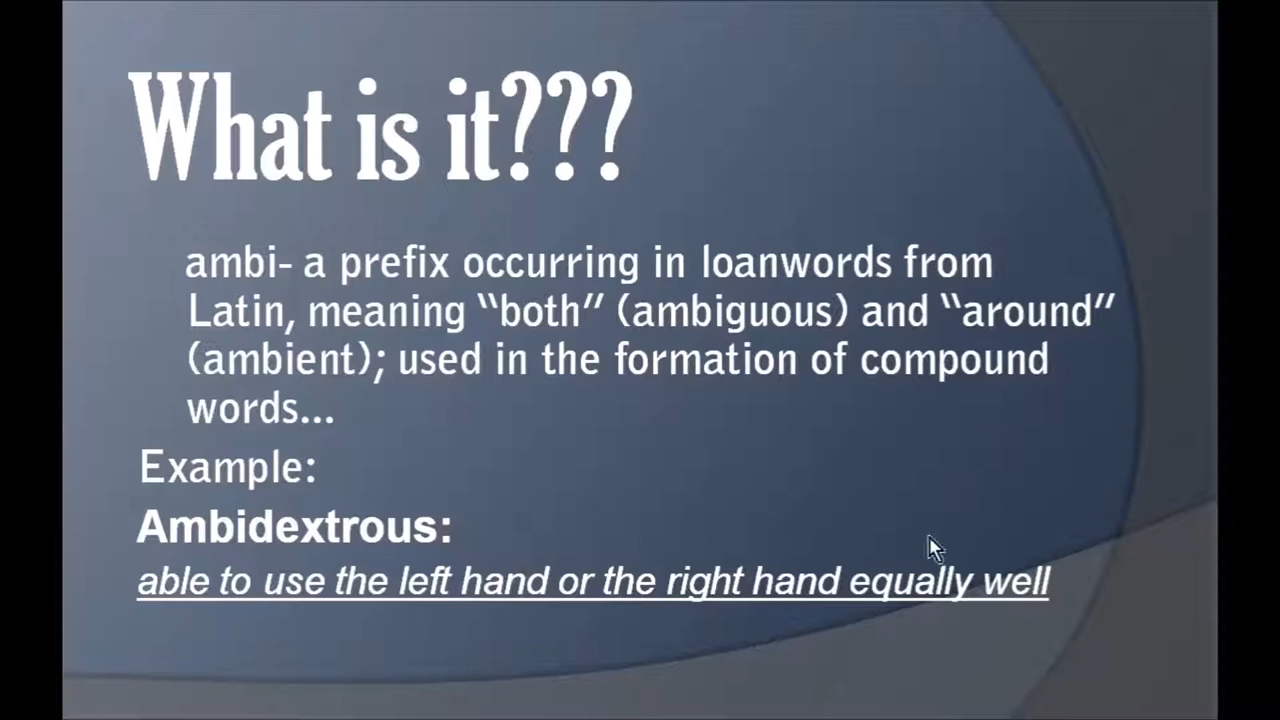 What is it???
ambi- a prefix occurring in loanwords from
Latin, meaning “both” (ambiguous) and “around”
(ambient); used in the formation of compound
words...
Example:
Ambidextrous:
able to use the left hand or the right hand equally well